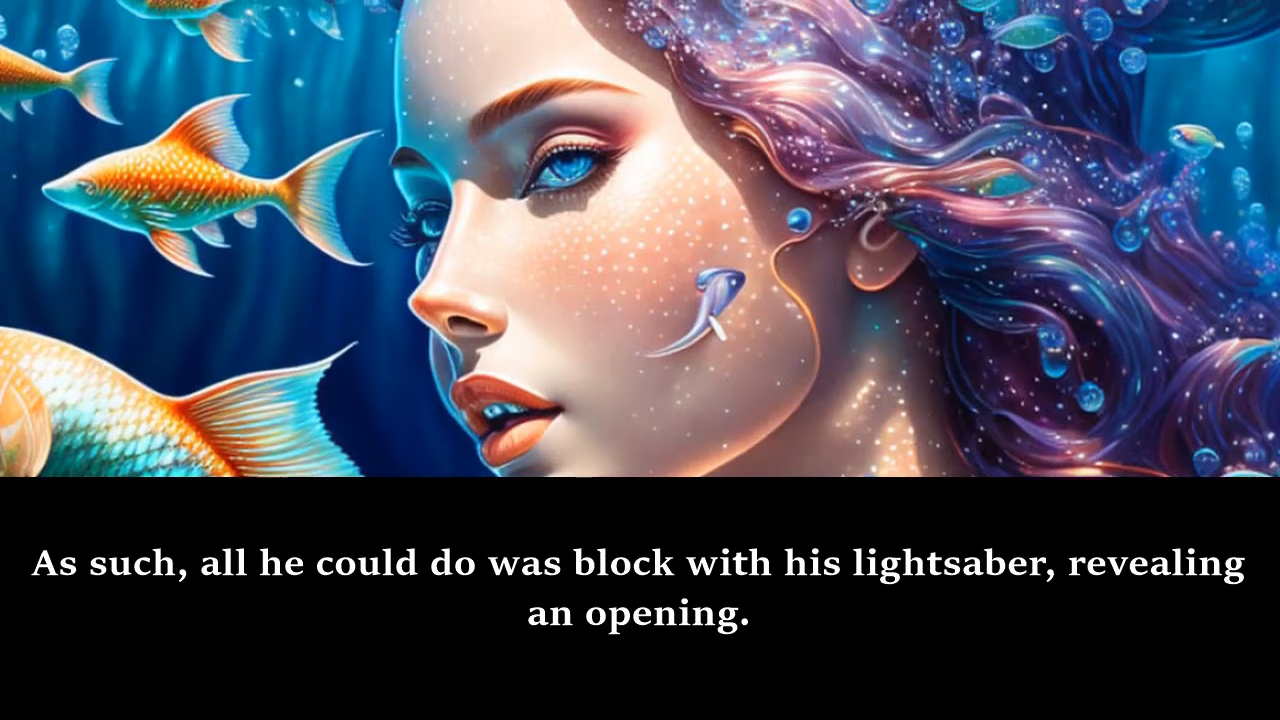 As such, all he could do was block with his lightsaber, revealing
an opening.